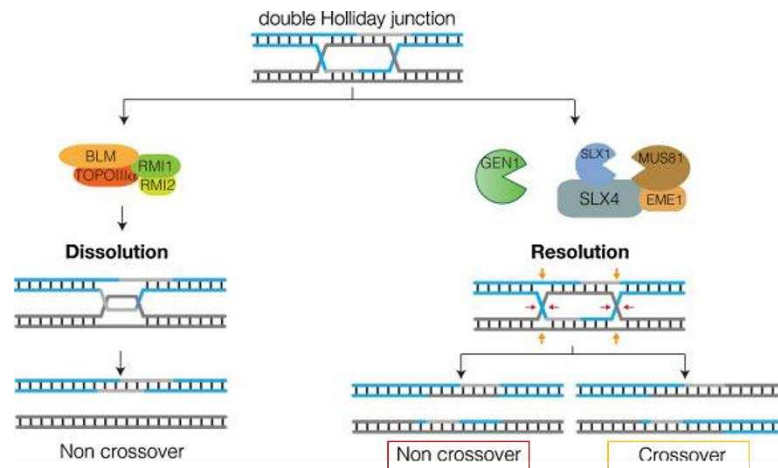 double Holliday junction
BLM
TOPOIIIα
RMI1
RMI2
GEN1
SLX1
MUS81
SLX4
EME1
Dissolution
Resolution
Non crossover
Non crossover
Crossover